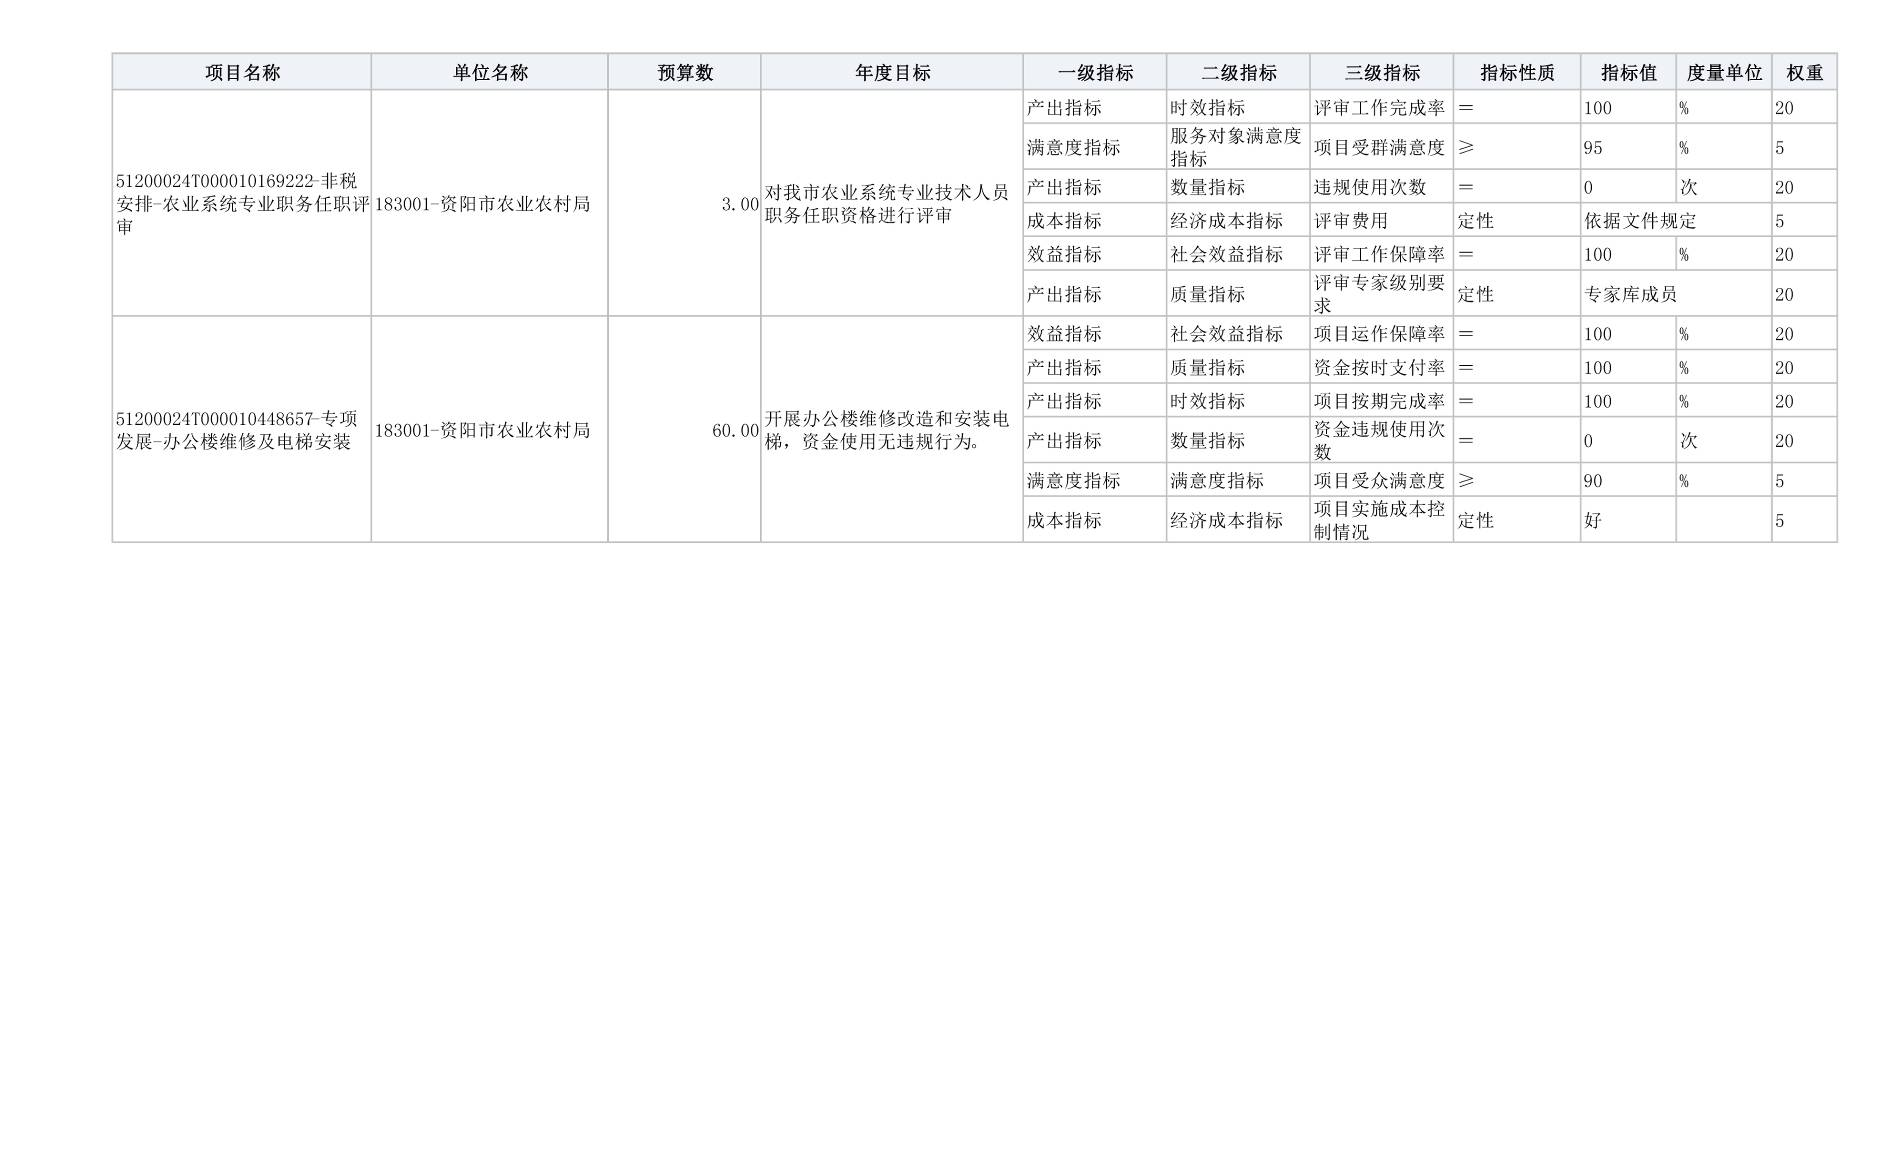 项目名称 单位名称 预算数 年度目标 一级指标 二级指标 三级指标 指标性质 指标值 度量单位 权重
51200024T000010169222-非税
安排-农业系统专业职务任职评
审
183001-资阳市农业农村局
3.00
对我市农业系统专业技术人员
职务任职资格进行评审
产出指标 时效指标 评审工作完成率 ＝ 100 % 20
满意度指标 服务对象满意度
指标 项目受群满意度 ≥ 95 % 5
产出指标 数量指标 违规使用次数 ＝ 0 次 20
成本指标 经济成本指标 评审费用 定性 依据文件规定 5
效益指标 社会效益指标 评审工作保障率 ＝ 100 % 20
产出指标 质量指标 评审专家级别要
求 定性 专家库成员 20
51200024T000010448657-专项
发展-办公楼维修及电梯安装
183001-资阳市农业农村局
60.00
开展办公楼维修改造和安装电
梯，资金使用无违规行为。
效益指标 社会效益指标 项目运作保障率 ＝ 100 % 20
产出指标 质量指标 资金按时支付率 ＝ 100 % 20
产出指标 时效指标 项目按期完成率 ＝ 100 % 20
产出指标 数量指标 资金违规使用次
数 ＝ 0 次 20
满意度指标 满意度指标 项目受众满意度 ≥ 90 % 5
成本指标 经济成本指标 项目实施成本控
制情况 定性 好 5